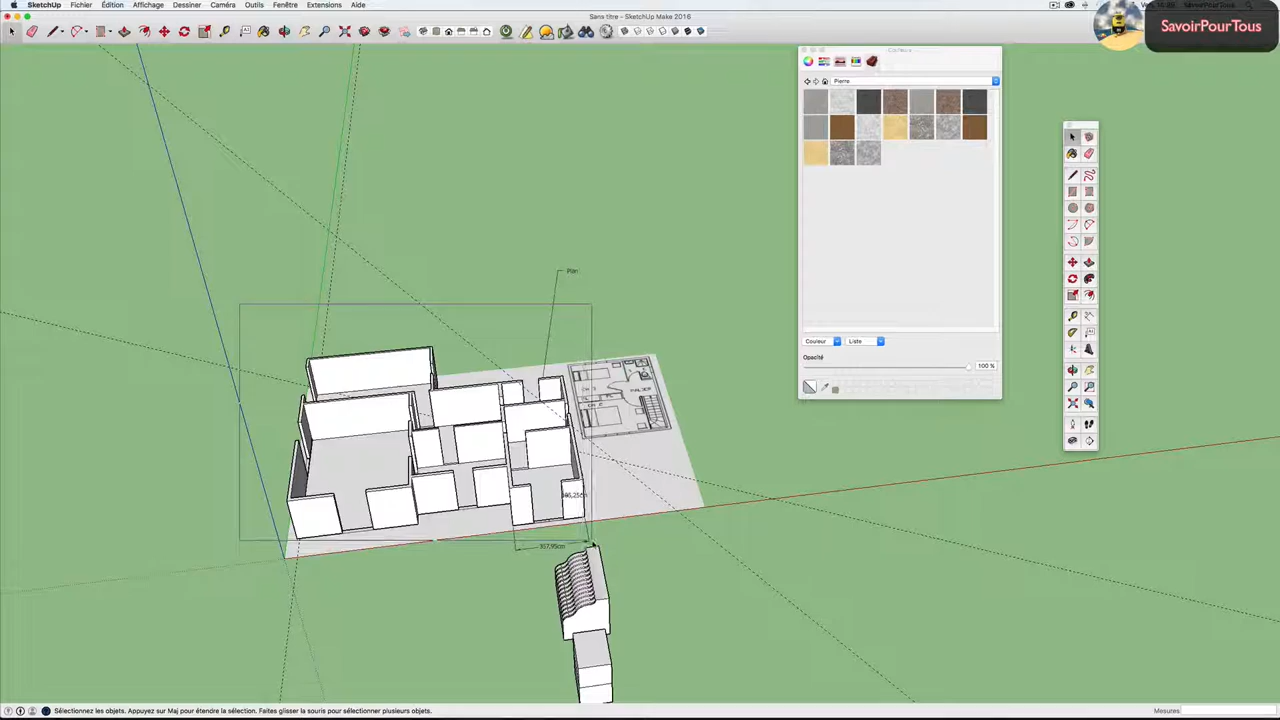 SketchUp Fichier Édition Affichage Dessiner Caméra Outils Fenêtre Extensions Aide
Sans titre - SketchUp Make 2016
SavoirPourTous
Pierre
Plan
Couleur Liste
Opacité
100 %
357,95cm
Sélectionnez les objets. Appuyez sur Maj pour étendre la sélection. Faites glisser la souris pour sélectionner plusieurs objets.
Mesures